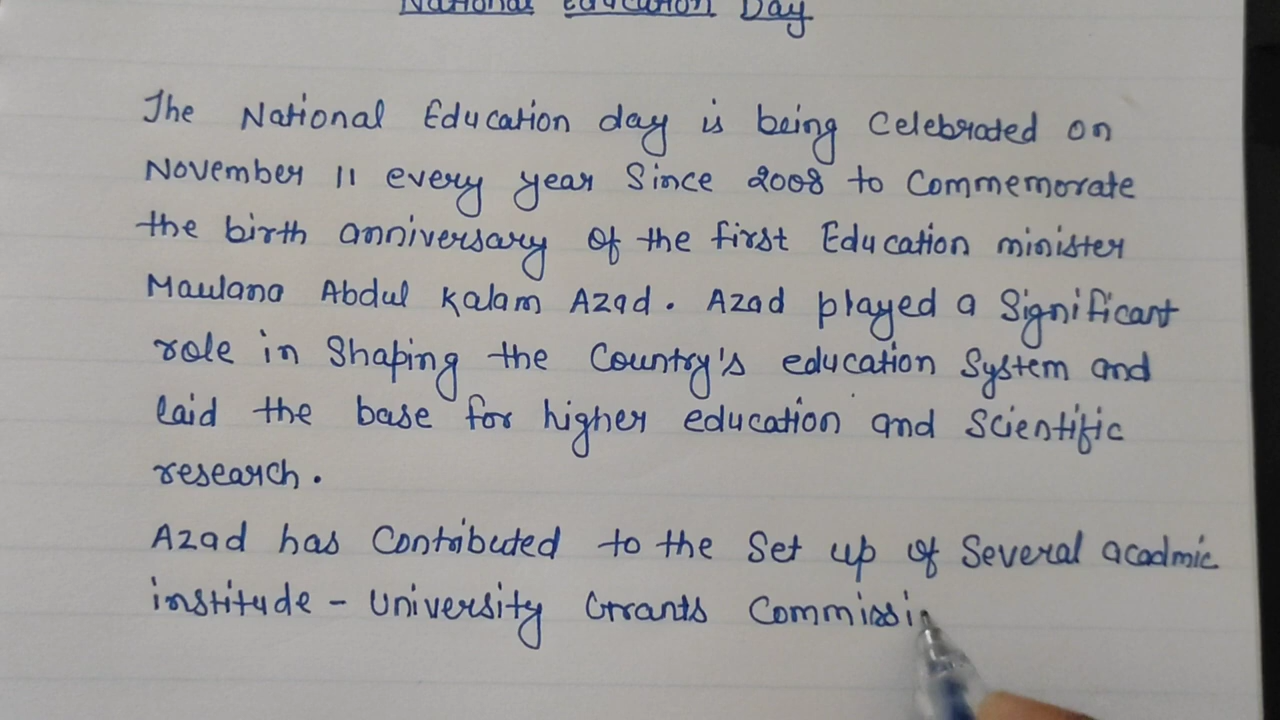 National Education Day
The National Education day is being Celebrated on
November 11 every year Since 2008 to Commemorate
the birth anniversary of the first Education minister
Maulana Abdul Kalam Azad. Azad played a Significant
role in Shaping the Country's education System and
laid the base for higher education and Scientific
research.
Azad has Contributed to the Set up of Several acadmic
institude - University Grants Commissi